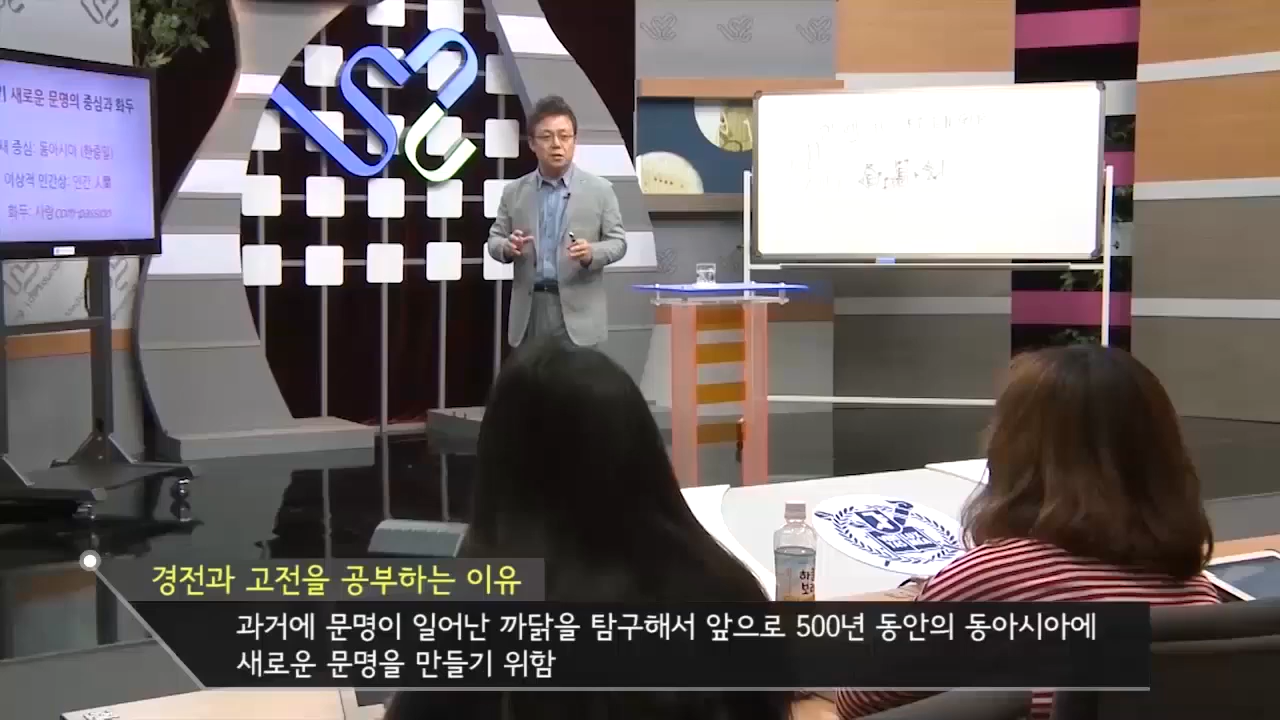 새로운 문명의 중심과 화두
새 중심: 동아시아 (한중일)
이상적 인간상: 인간 人聖
화두: 사랑com-passion
경전과 고전을 공부하는 이유
과거에 문명이 일어난 까닭을 탐구해서 앞으로 500년 동안의 동아시아에
새로운 문명을 만들기 위함